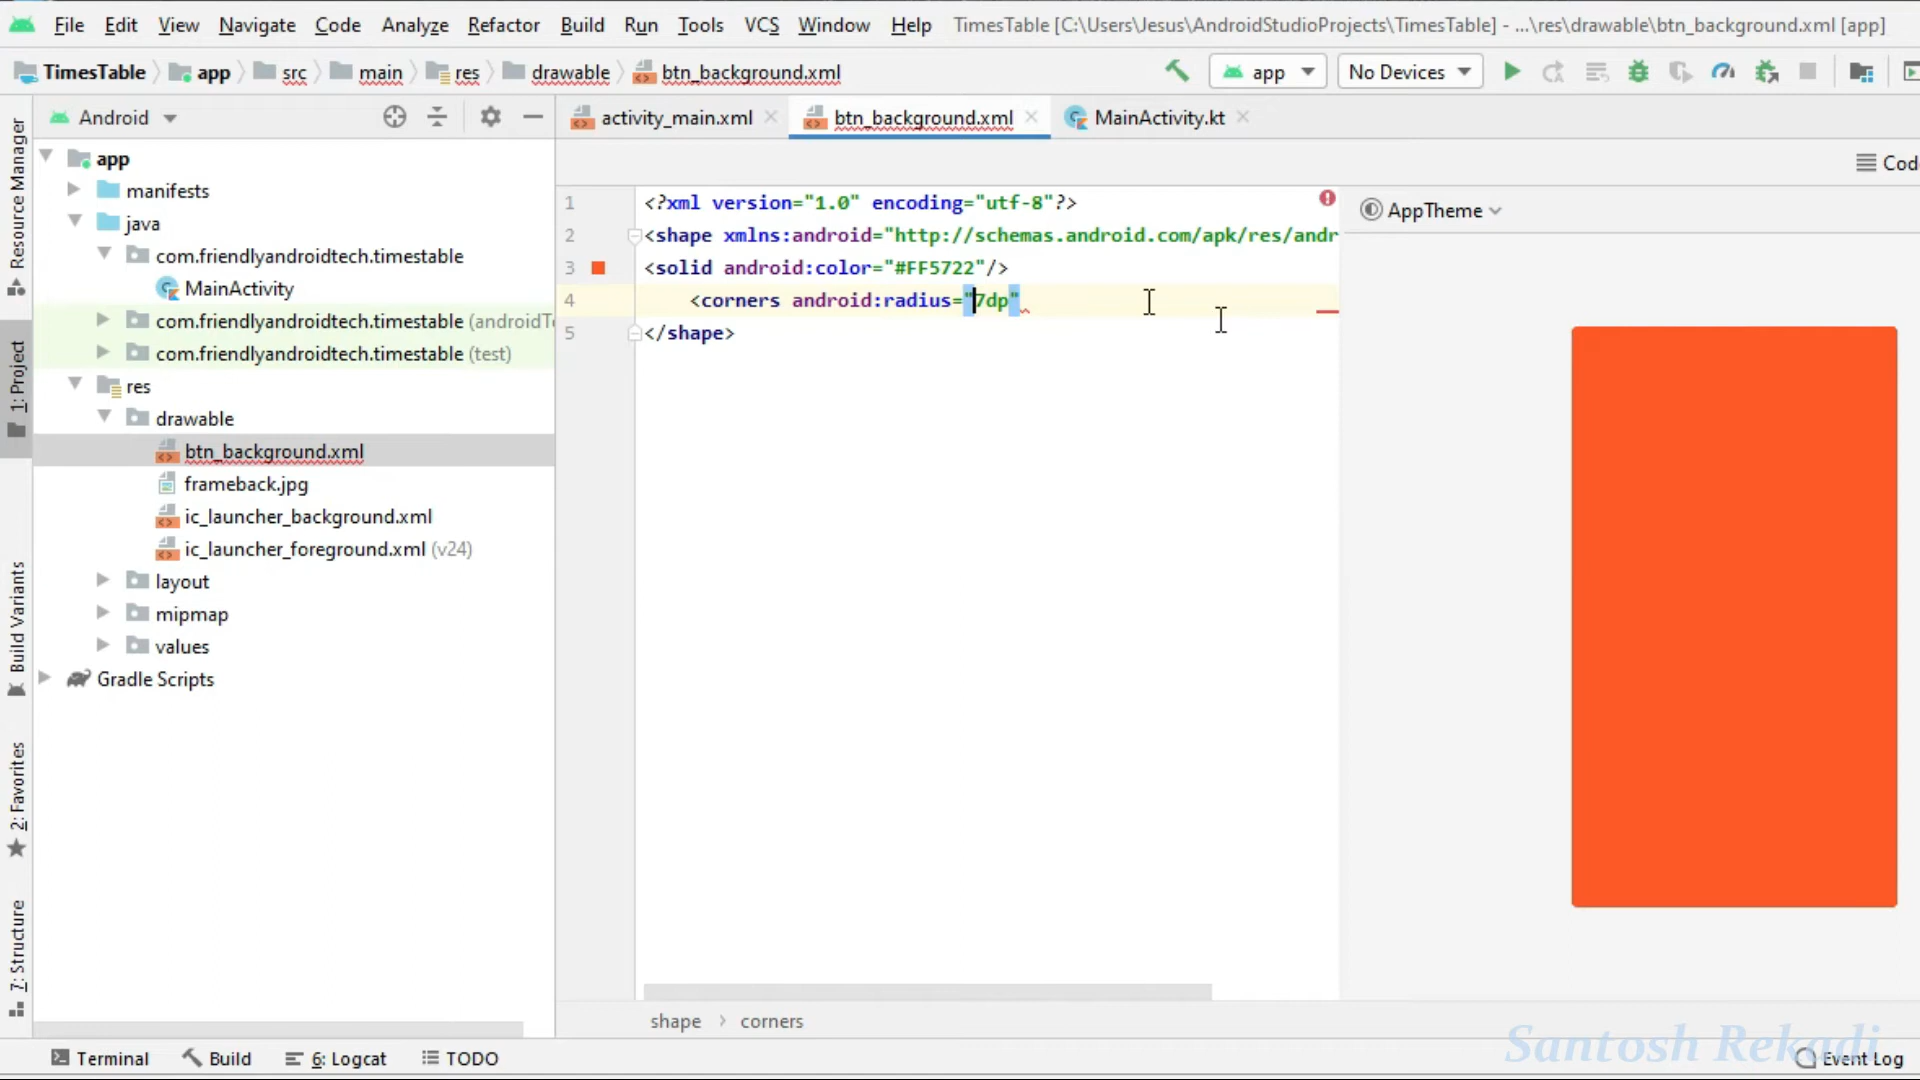 File Edit View Navigate Code Analyze Refactor Build Run Tools VCS Window Help TimesTable [C:\Users\Jesus\AndroidStudioProjects\TimesTable] - ...\res\drawable\btn_background.xml [app]
TimesTable app src main res drawable btn_background.xml app No Devices
Android
activity_main.xml btn_background.xml MainActivity.kt
Code
AppTheme
app
manifests
java
com.friendlyandroidtech.timestable
MainActivity
com.friendlyandroidtech.timestable (androidTe
com.friendlyandroidtech.timestable (test)
res
drawable
btn_background.xml
frameback.jpg
ic_launcher_background.xml
ic_launcher_foreground.xml (v24)
layout
mipmap
values
Gradle Scripts
1 <?xml version="1.0" encoding="utf-8"?>
2 <shape xmlns:android="http://schemas.android.com/apk/res/andr
3 <solid android:color="#FF5722"/>
4 <corners android:radius="7dp"
5 </shape>
Resource Manager
1: Project
Build Variants
2: Favorites
7: Structure
shape > corners
Terminal Build 6: Logcat TODO
Santosh Rekadi
Event Log